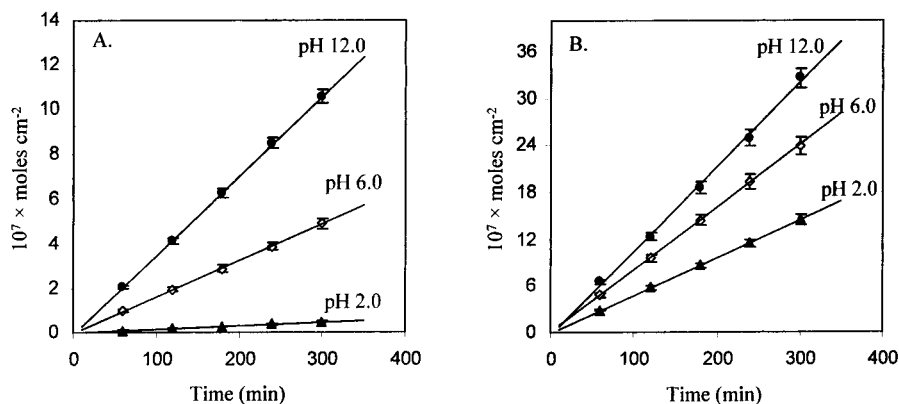 A.
14
12
10
8
6
4
2
0
10⁷ × moles cm⁻²
pH 12.0
pH 6.0
pH 2.0
0 100 200 300 400
Time (min)
B.
36
30
24
18
12
6
0
10⁷ × moles cm⁻²
pH 12.0
pH 6.0
pH 2.0
0 100 200 300 400
Time (min)